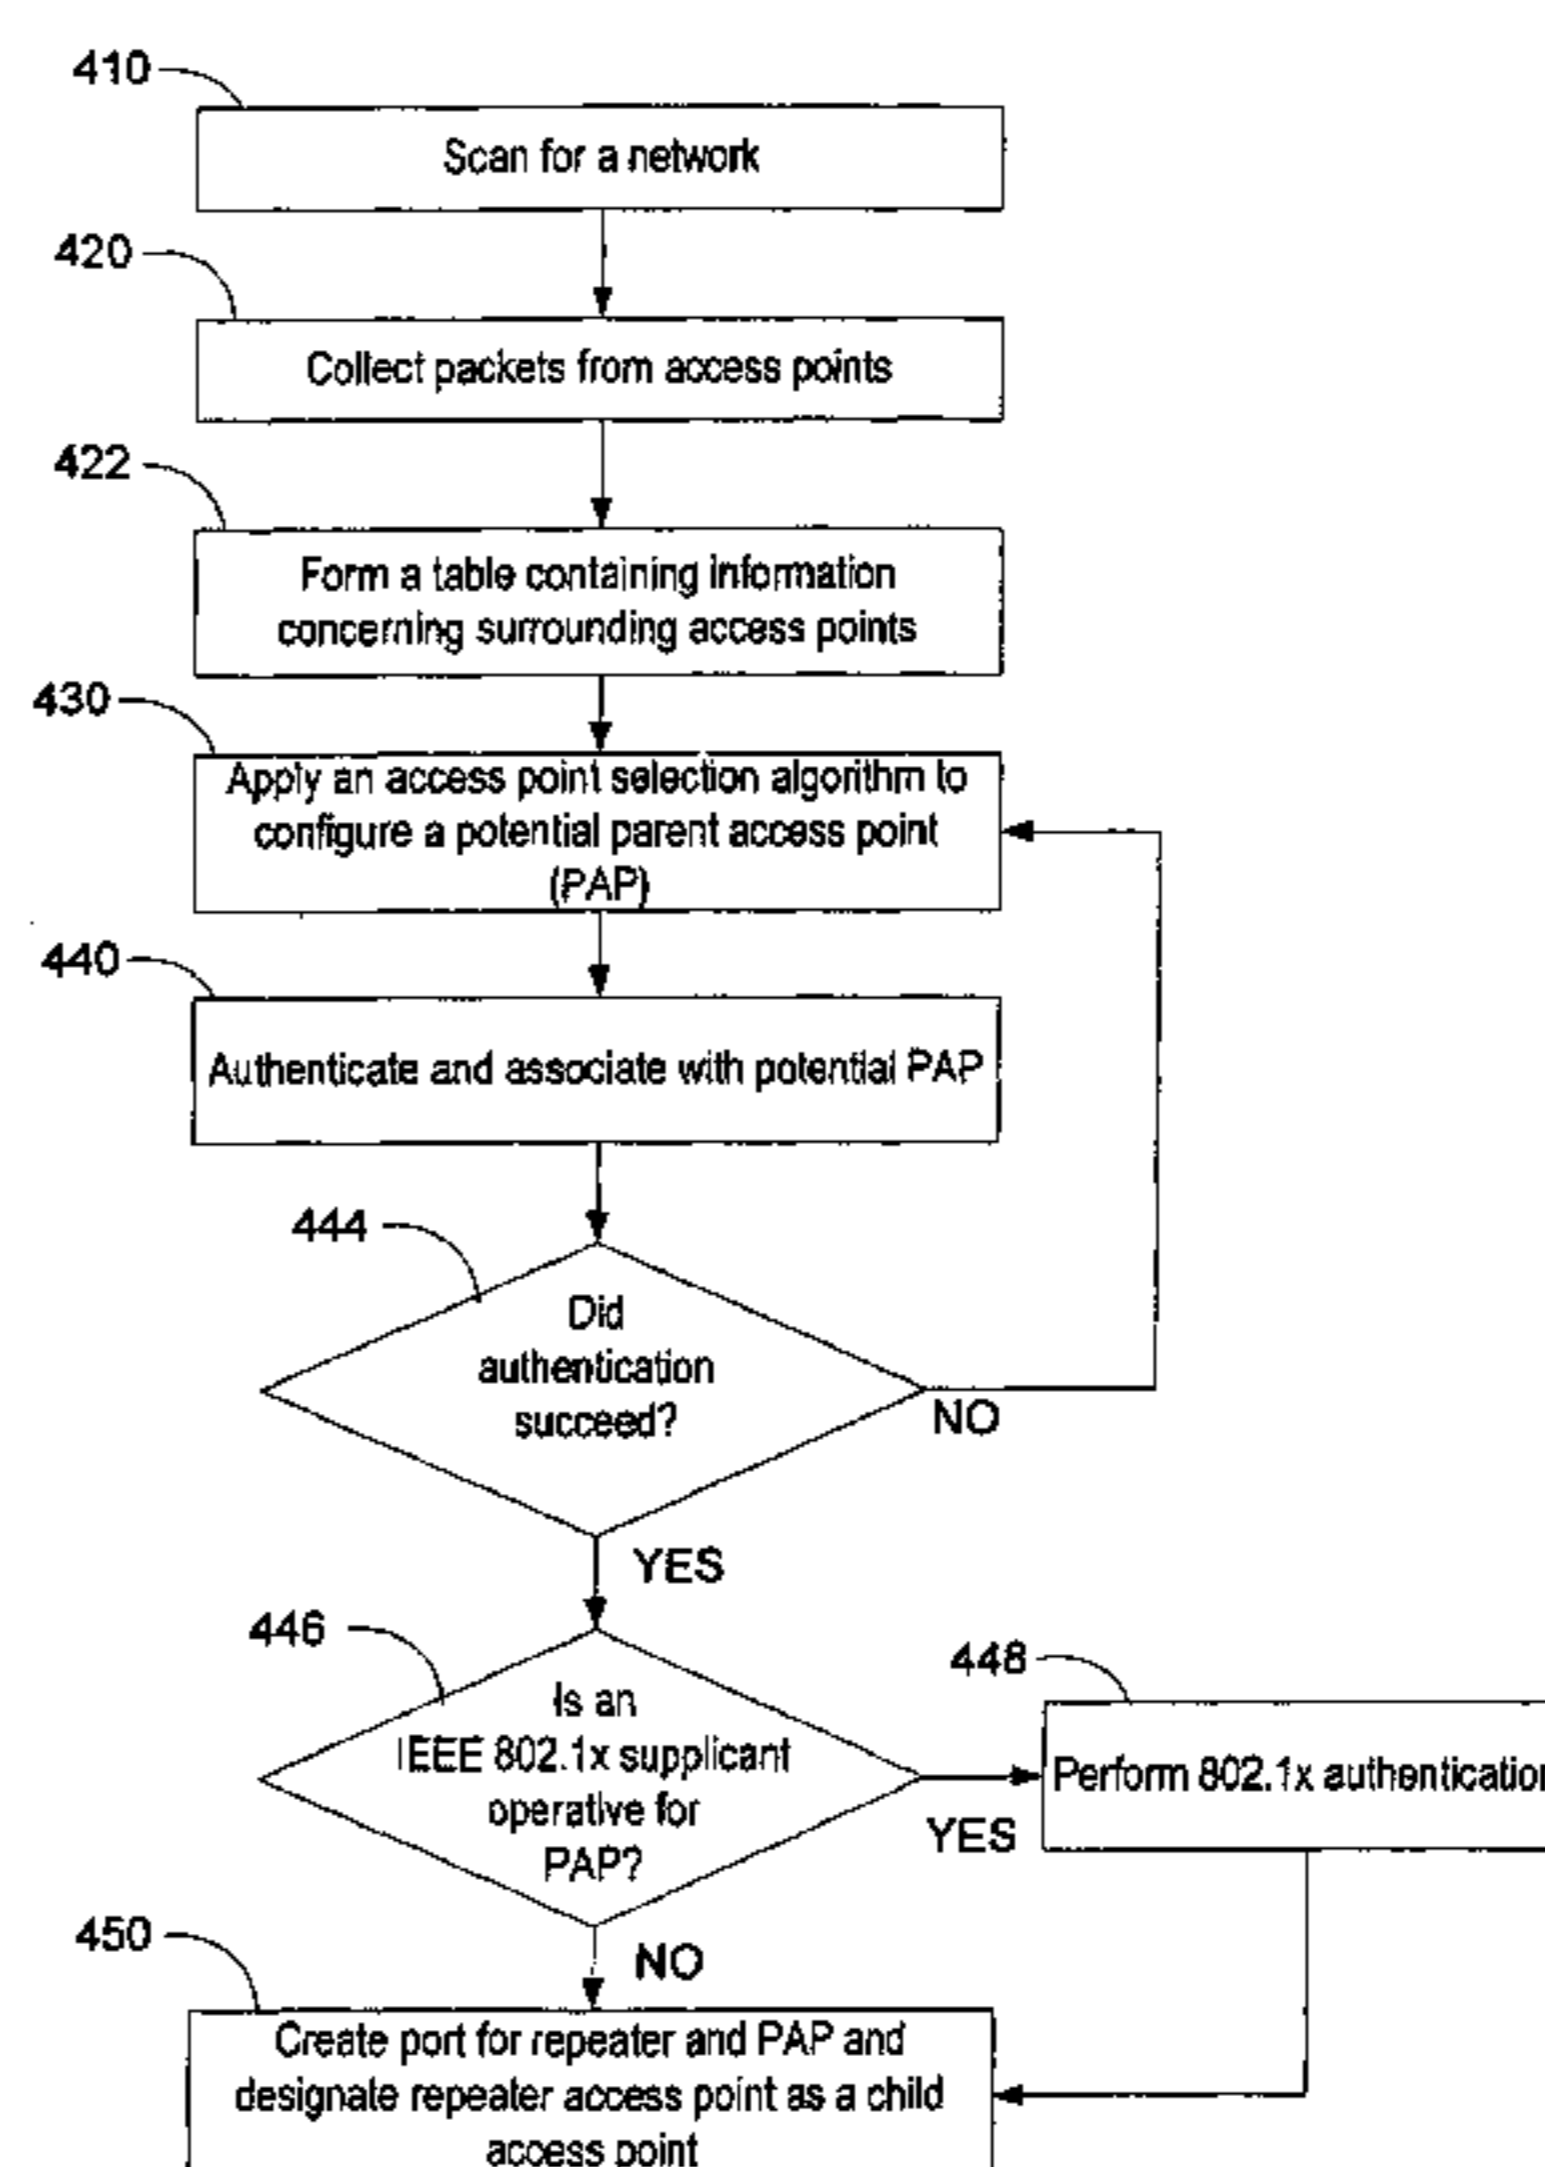 410
Scan for a network
420
Collect packets from access points
422
Form a table containing information
concerning surrounding access points
430
Apply an access point selection algorithm to
configure a potential parent access point
(PAP)
440
Authenticate and associate with potential PAP
444
Did
authentication
succeed?
NO
YES
446
Is an
IEEE 802.1x supplicant
operative for
PAP?
448
Perform 802.1x authentication
YES
450
NO
Create port for repeater and PAP and
designate repeater access point as a child
access point